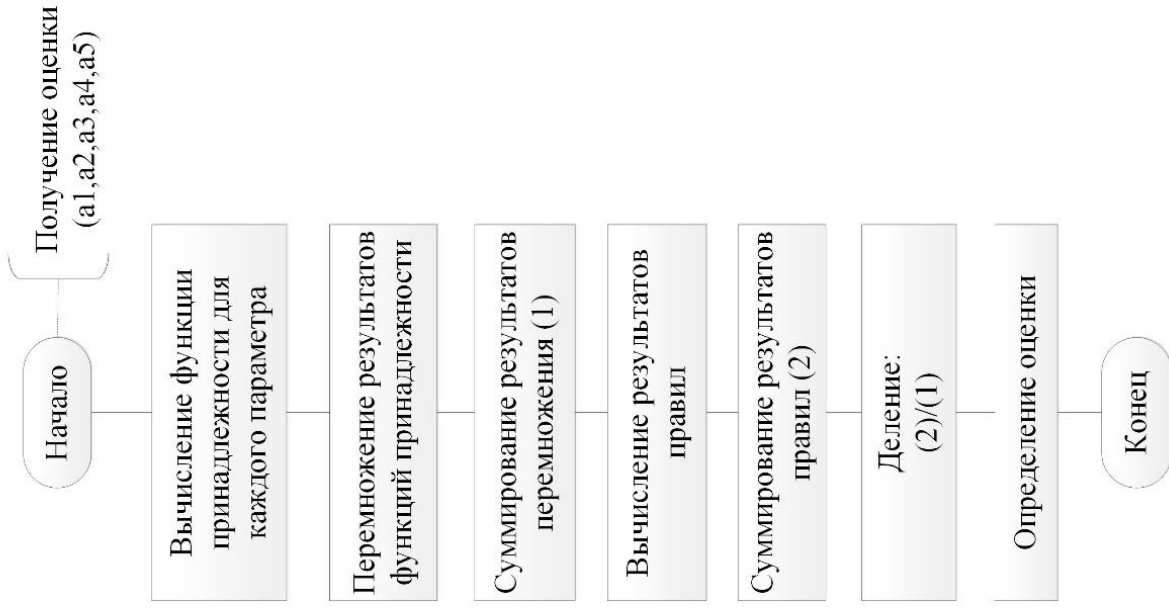 Начало
Получение оценки
(a1,a2,a3,a4,a5)
Вычисление функции
принадлежности для
каждого параметра
Перемножение результатов
функций принадлежности
Суммирование результатов
перемножения (1)
Вычисление результатов
правил
Суммирование результатов
правил (2)
Деление:
(2)/(1)
Определение оценки
Конец